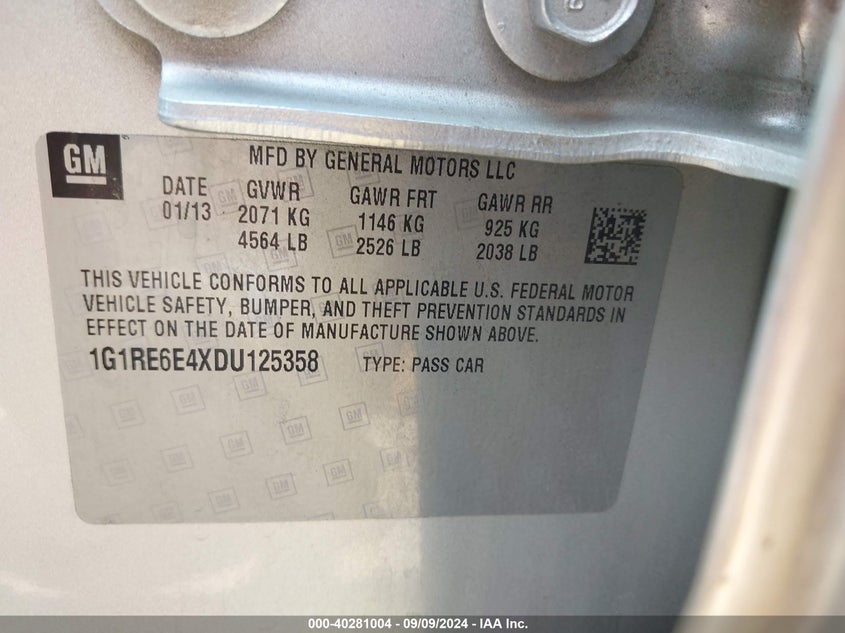 GM
MFD BY GENERAL MOTORS LLC
DATE GVWR GAWR FRT GAWR RR
01/13 2071 KG 1146 KG 925 KG
4564 LB 2526 LB 2038 LB
THIS VEHICLE CONFORMS TO ALL APPLICABLE U.S. FEDERAL MOTOR
VEHICLE SAFETY, BUMPER, AND THEFT PREVENTION STANDARDS IN
EFFECT ON THE DATE OF MANUFACTURE SHOWN ABOVE.
1G1RE6E4XDU125358 TYPE: PASS CAR
000-40281004 - 09/09/2024 - IAA Inc.